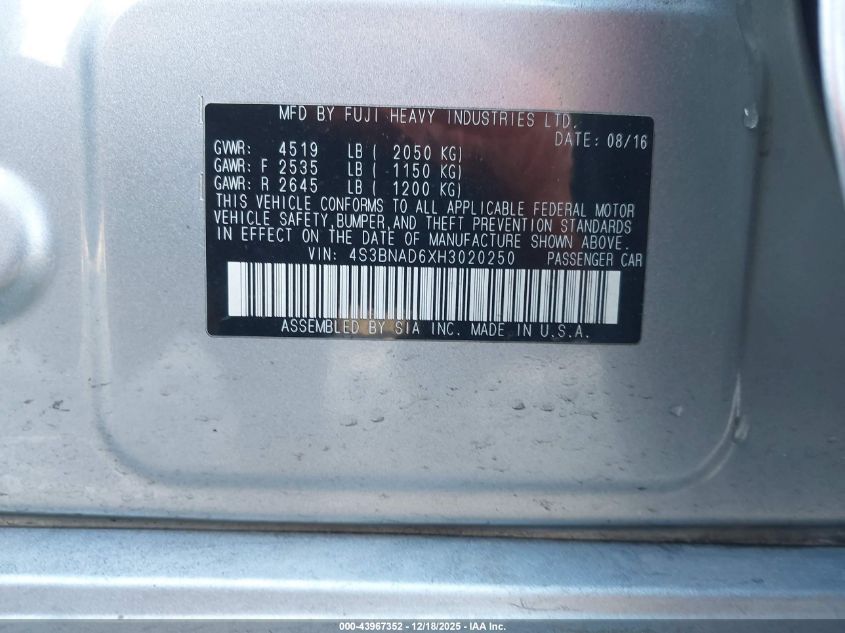 MFD BY FUJI HEAVY INDUSTRIES LTD.
DATE: 08/16
GVWR: 4519 LB ( 2050 KG)
GAWR: F 2535 LB ( 1150 KG)
GAWR: R 2645 LB ( 1200 KG)
THIS VEHICLE CONFORMS TO ALL APPLICABLE FEDERAL MOTOR
VEHICLE SAFETY, BUMPER, AND THEFT PREVENTION STANDARDS
IN EFFECT ON THE DATE OF MANUFACTURE SHOWN ABOVE.
VIN: 4S3BNAD6XH3020250 PASSENGER CAR
ASSEMBLED BY SIA INC. MADE IN U.S.A.
000-43967352 - 12/18/2025 - IAA Inc.